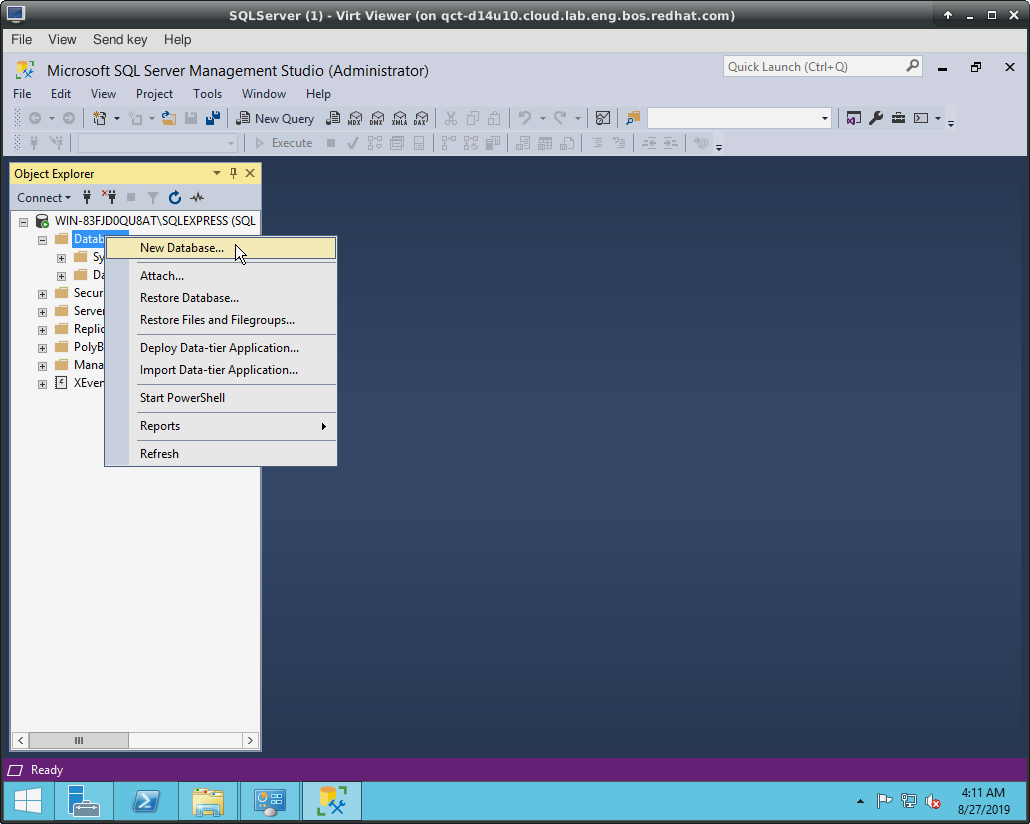 SQLServer (1) - Virt Viewer (on qct-d14u10.cloud.lab.eng.bos.redhat.com)
File View Send key Help
Microsoft SQL Server Management Studio (Administrator)
Quick Launch (Ctrl+Q)
File Edit View Project Tools Window Help
New Query MDX DMX XMLA DAX
Execute
Object Explorer
Connect
WIN-83FJD0QU8AT\SQLEXPRESS (SQL
Datab
Sy
Da
Secur
Server
Replic
PolyB
Mana
XEven
New Database...
Attach...
Restore Database...
Restore Files and Filegroups...
Deploy Data-tier Application...
Import Data-tier Application...
Start PowerShell
Reports
Refresh
Ready
4:11 AM
8/27/2019